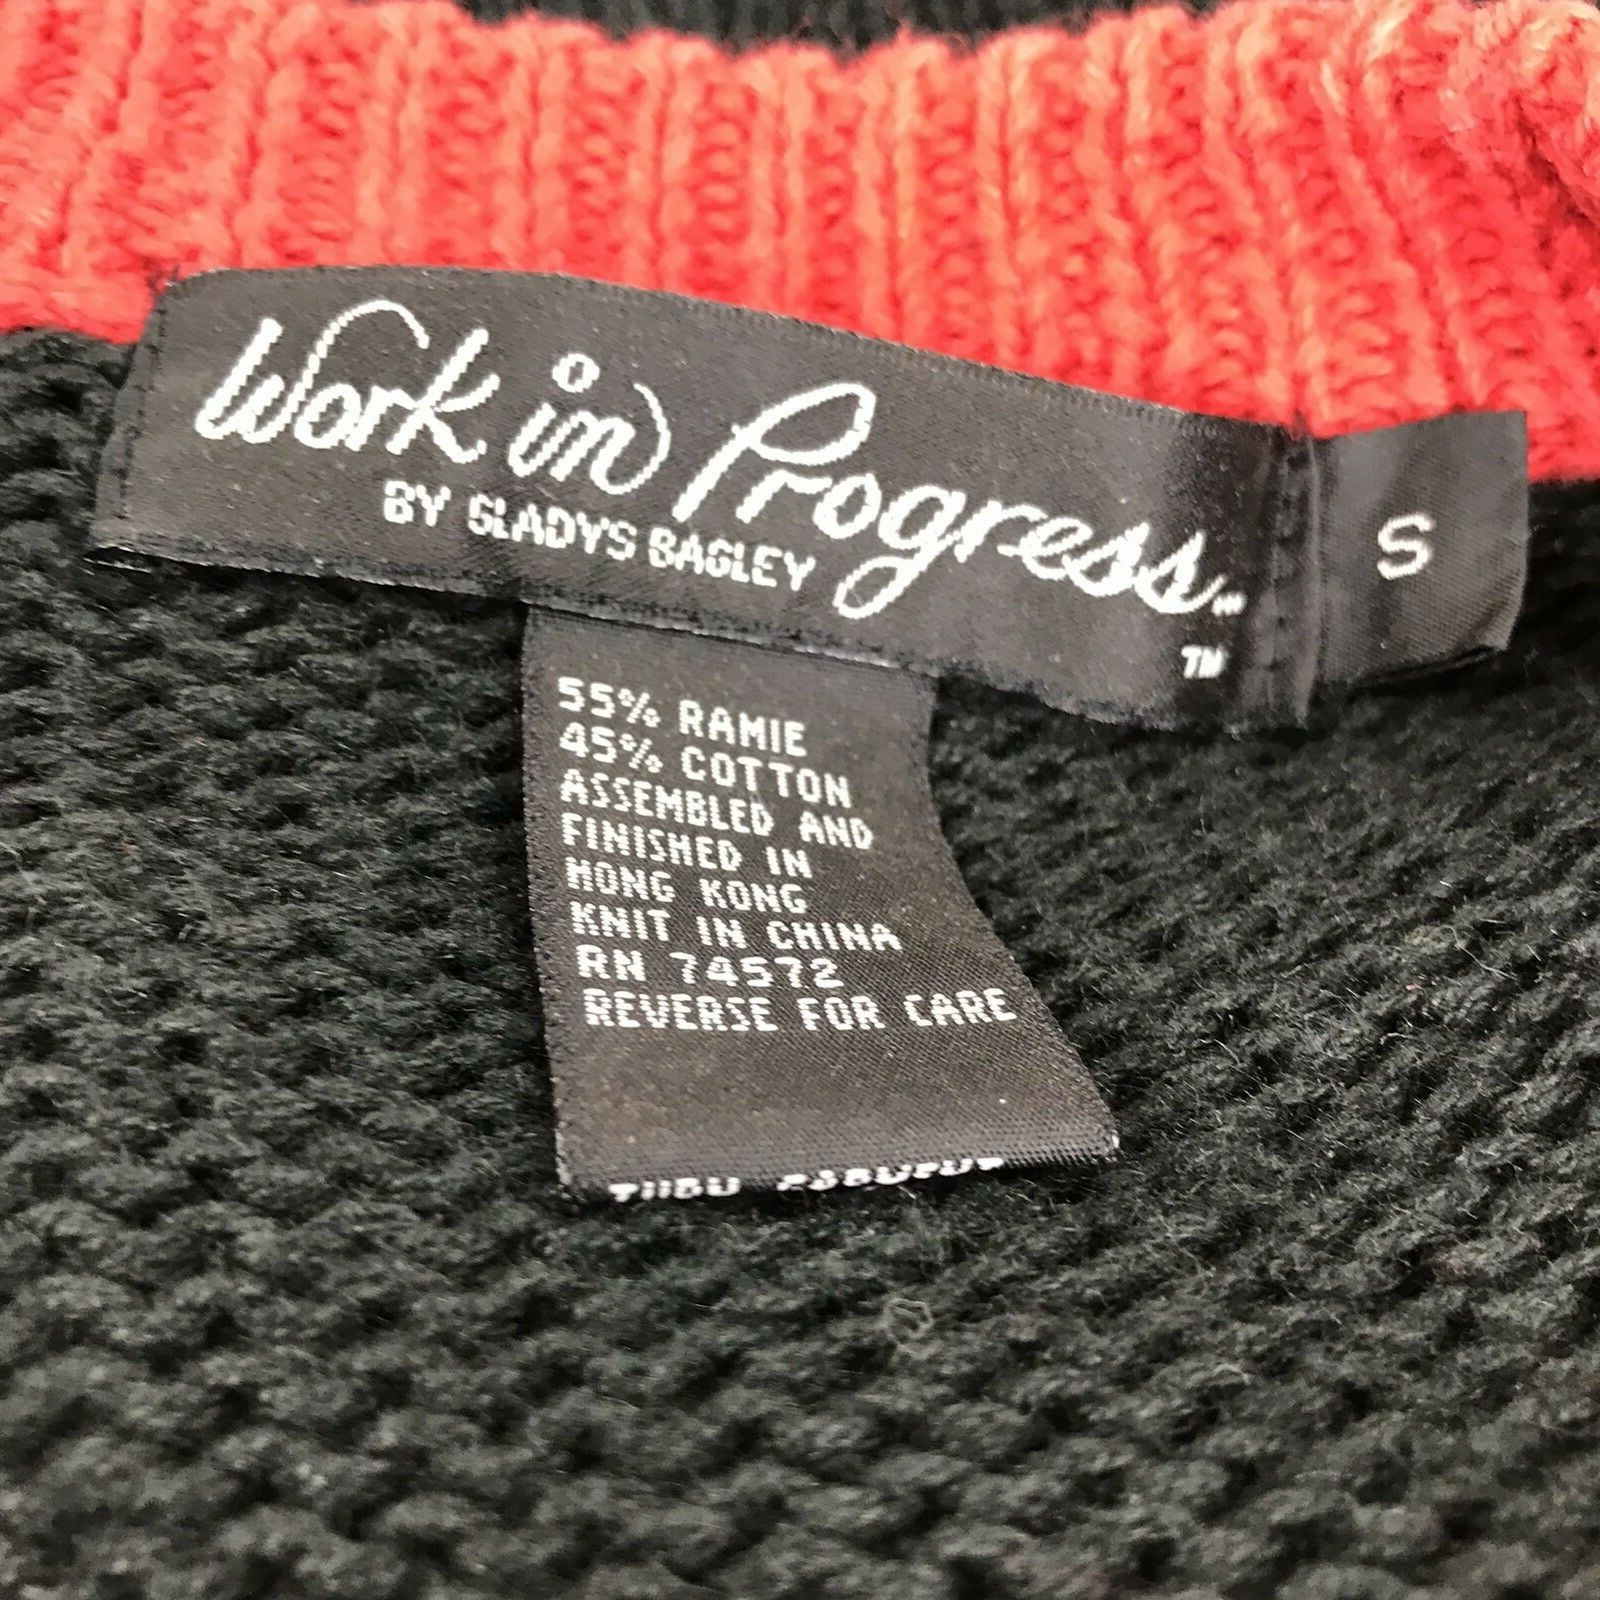 Work in Progress...
BY GLADYS BAGLEY
TM
S
55% RAMIE
45% COTTON
ASSEMBLED AND
FINISHED IN
HONG KONG
KNIT IN CHINA
RN 74572
REVERSE FOR CARE